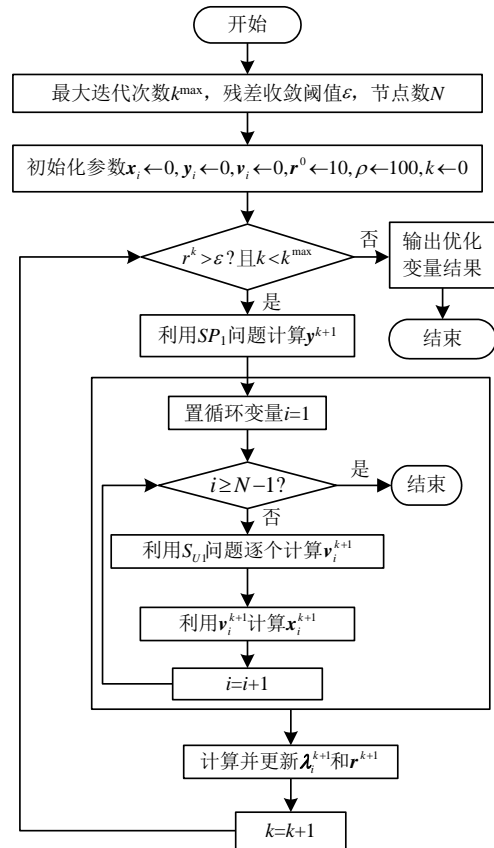 开始
最大迭代次数k^max，残差收敛阈值ε，节点数N
初始化参数x_i←0, y_i←0, v_i←0, r^0←10, ρ←100, k←0
r^k>ε?且k<k^max
否
输出优化
变量结果
结束
是
利用SP_1问题计算y^{k+1}
置循环变量i=1
i≥N−1?
是
结束
否
利用S_{U1}问题逐个计算v_i^{k+1}
利用v_i^{k+1}计算x_i^{k+1}
i=i+1
计算并更新λ_i^{k+1}和r^{k+1}
k=k+1